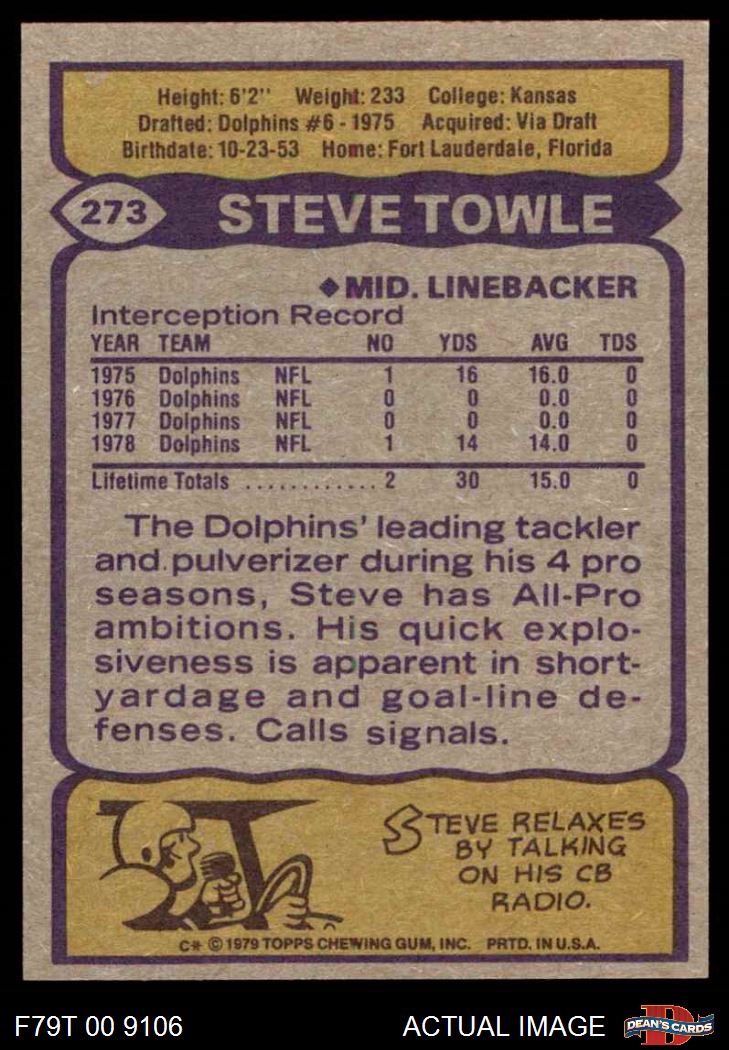 Height: 6'2" Weight: 233 College: Kansas
Drafted: Dolphins #6 - 1975 Acquired: Via Draft
Birthdate: 10-23-53 Home: Fort Lauderdale, Florida
273 STEVE TOWLE
◆MID. LINEBACKER
Interception Record
YEAR TEAM NO YDS AVG TDS
1975 Dolphins NFL 1 16 16.0 0
1976 Dolphins NFL 0 0 0.0 0
1977 Dolphins NFL 0 0 0.0 0
1978 Dolphins NFL 1 14 14.0 0
Lifetime Totals ............ 2 30 15.0 0
The Dolphins' leading tackler
and pulverizer during his 4 pro
seasons, Steve has All-Pro
ambitions. His quick explo-
siveness is apparent in short-
yardage and goal-line de-
fenses. Calls signals.
STEVE RELAXES
BY TALKING
ON HIS CB
RADIO.
C* © 1979 TOPPS CHEWING GUM, INC. PRTD. IN U.S.A.
F79T 00 9106 ACTUAL IMAGE D DEAN'S CARDS